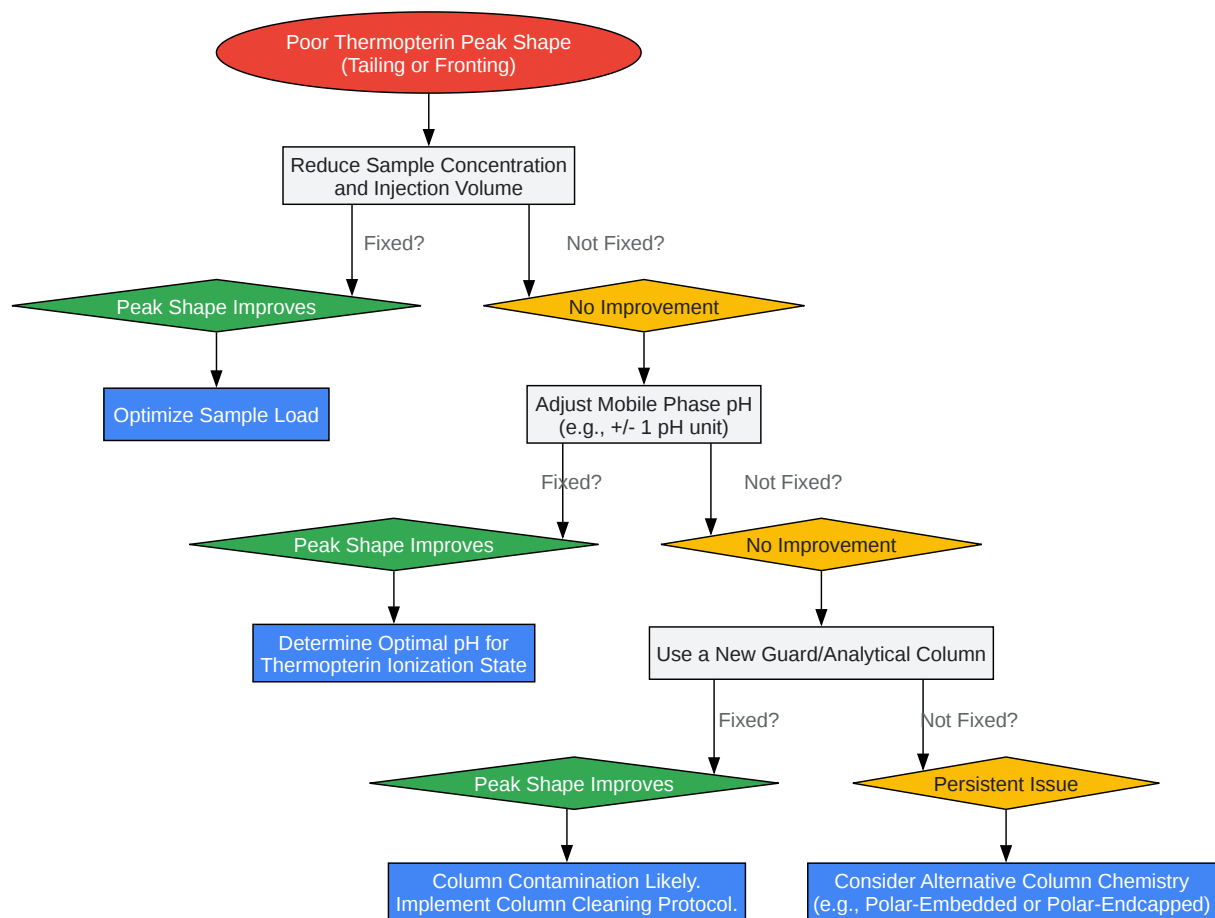 Poor Thermopterin Peak Shape
(Tailing or Fronting)
Reduce Sample Concentration
and Injection Volume
Fixed?
Not Fixed?
Peak Shape Improves
No Improvement
Optimize Sample Load
Adjust Mobile Phase pH
(e.g., +/- 1 pH unit)
Fixed?
Not Fixed?
Peak Shape Improves
No Improvement
Determine Optimal pH for
Thermopterin Ionization State
Use a New Guard/Analytical Column
Fixed?
Not Fixed?
Peak Shape Improves
Persistent Issue
Column Contamination Likely.
Implement Column Cleaning Protocol.
Consider Alternative Column Chemistry
(e.g., Polar-Embedded or Polar-Endcapped)